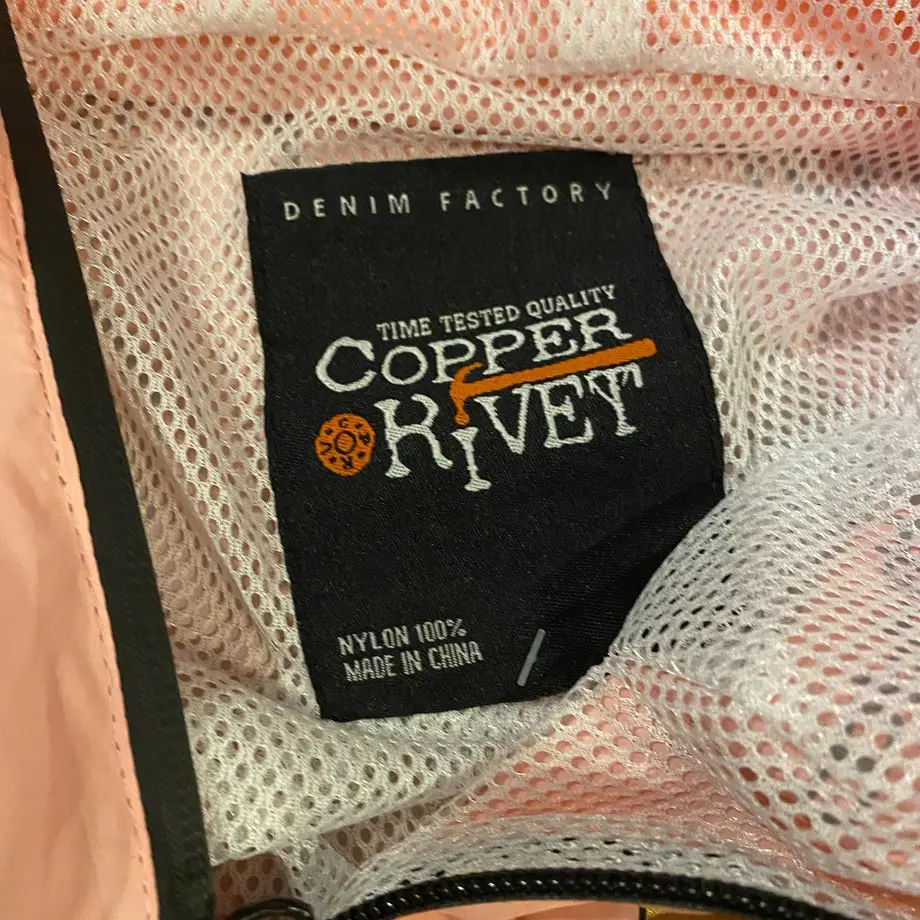 DENIM FACTORY
TIME TESTED QUALITY
COPPER
RIVET
NYLON 100%
MADE IN CHINA